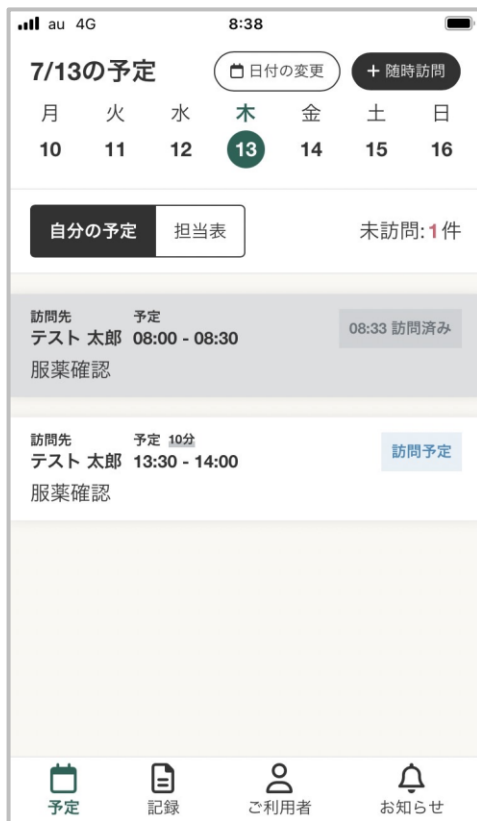 au 4G 8:38
7/13の予定 日付の変更 + 随時訪問
月 火 水 木 金 土 日
10 11 12 13 14 15 16
自分の予定 担当表 未訪問:1件
訪問先 予定
テスト 太郎 08:00 - 08:30 08:33 訪問済み
服薬確認
訪問先 予定 10分
テスト 太郎 13:30 - 14:00 訪問予定
服薬確認
予定 記録 ご利用者 お知らせ